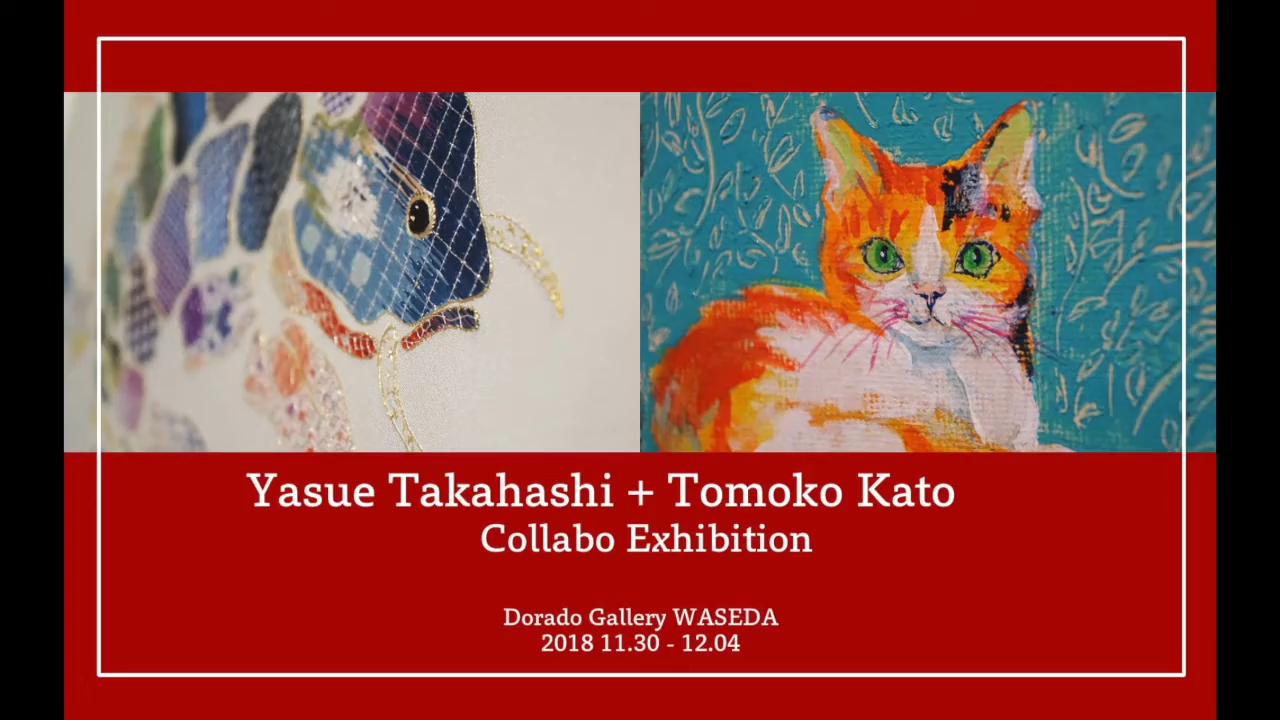 Yasue Takahashi + Tomoko Kato
Collabo Exhibition
Dorado Gallery WASEDA
2018 11.30 - 12.04